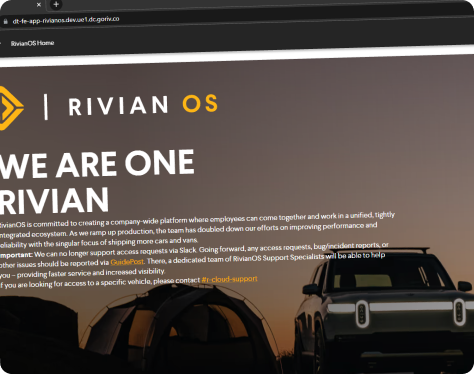 dt-fe-app-rivianos.dev.ue1.dc.goriv.co
RivianOS Home
RIVIAN OS
WE ARE ONE
RIVIAN
RivianOS is committed to creating a company-wide platform where employees can come together and work in a unified, tightly
integrated ecosystem. As we ramp up production, the team has doubled down our efforts on improving performance and
reliability with the singular focus of shipping more cars and vans.
Important: We can no longer support access requests via Slack. Going forward, any access requests, bug/incident reports, or
other issues should be reported via GuidePost. There, a dedicated team of RivianOS Support Specialists will be able to help
you – providing faster service and increased visibility.
If you are looking for access to a specific vehicle, please contact #r-cloud-support